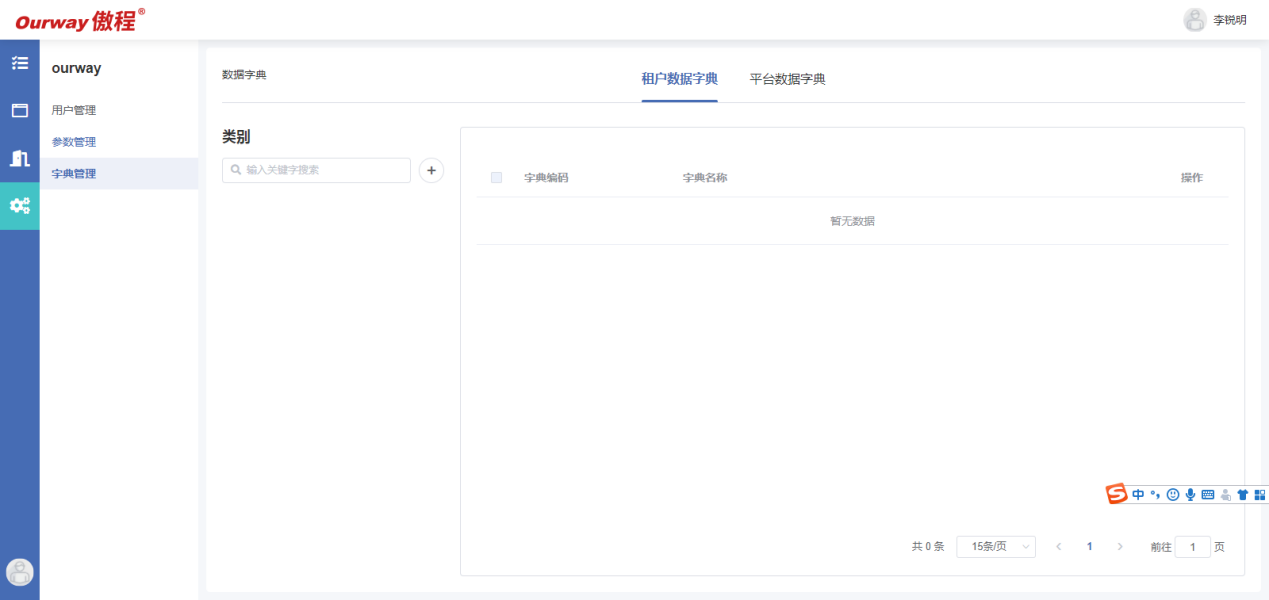 Ourway 傲程®
李锐明
ourway
用户管理
参数管理
字典管理
数据字典
租户数据字典
平台数据字典
类别
输入关键字搜索
字典编码
字典名称
操作
暂无数据
中
共 0 条
15条/页
1
前往 1 页